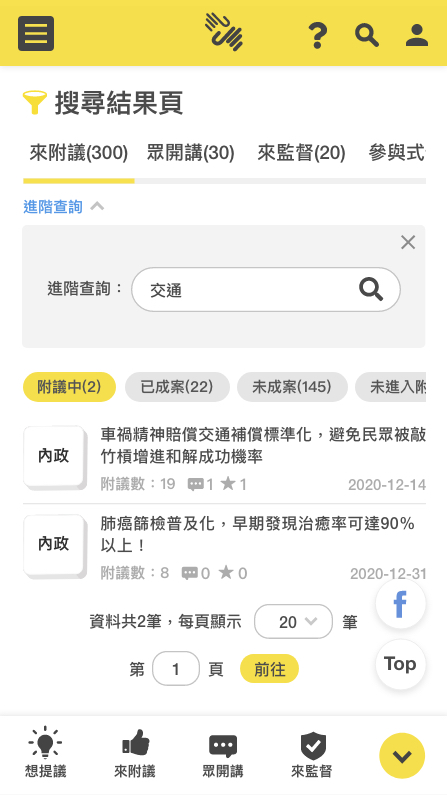 搜尋結果頁
來附議(300) 眾開講(30) 來監督(20) 參與式
進階查詢
進階查詢： 交通
附議中(2) 已成案(22) 未成案(145) 未進入附
內政
車禍精神賠償交通補償標準化，避免民眾被敲
竹槓增進和解成功機率
附議數：19 1 1 2020-12-14
內政
肺癌篩檢普及化，早期發現治癒率可達90%
以上！
附議數：8 0 0 2020-12-31
資料共2筆，每頁顯示 20 筆
第 1 頁 前往
Top
想提議 來附議 眾開講 來監督